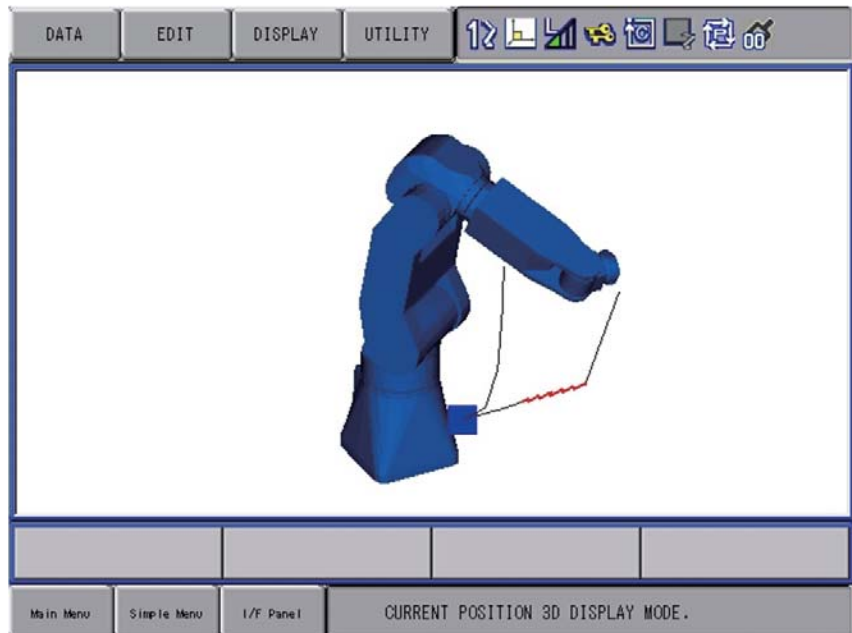 DATA
EDIT
DISPLAY
UTILITY
Main Menu
Simple Menu
I/F Panel
CURRENT POSITION 3D DISPLAY MODE.